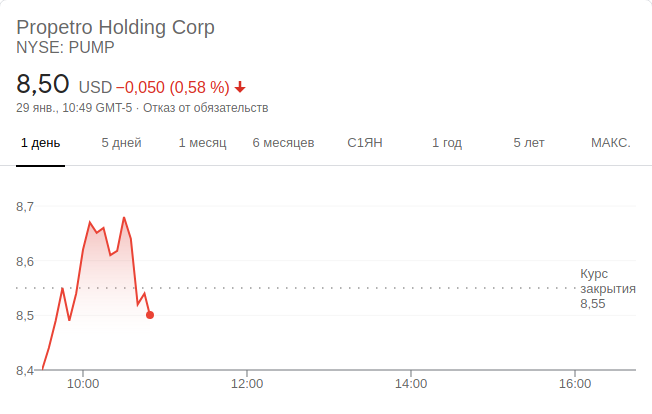 Propetro Holding Corp
NYSE: PUMP
8,50 USD −0,050 (0,58 %)
29 янв., 10:49 GMT-5 · Отказ от обязательств
1 день 5 дней 1 месяц 6 месяцев С1ЯН 1 год 5 лет МАКС.
8,7
8,6
Курс
закрытия
8,55
8,5
8,4
10:00 12:00 14:00 16:00